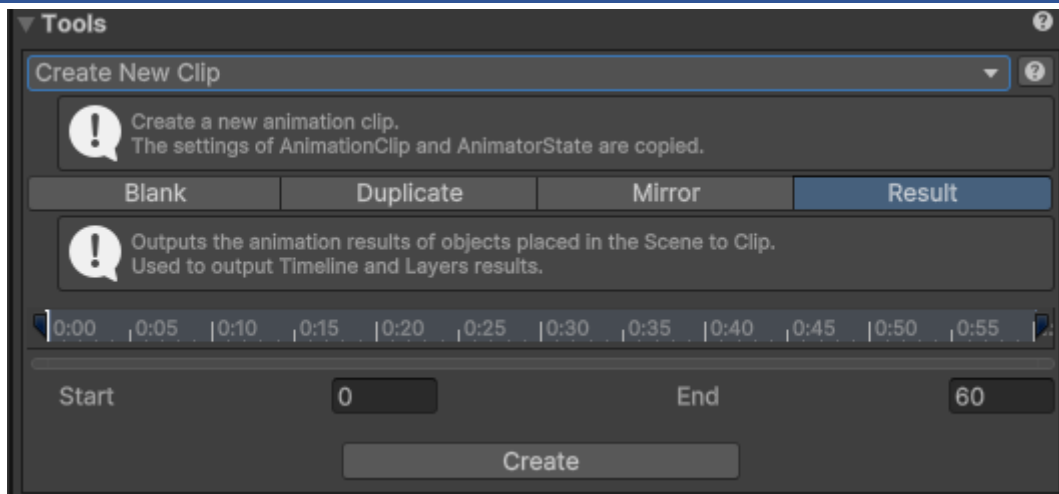 Tools
Create New Clip
Create a new animation clip.
The settings of AnimationClip and AnimatorState are copied.
Blank Duplicate Mirror Result
Outputs the animation results of objects placed in the Scene to Clip.
Used to output Timeline and Layers results.
0:00 0:05 0:10 0:15 0:20 0:25 0:30 0:35 0:40 0:45 0:50 0:55
Start 0 End 60
Create